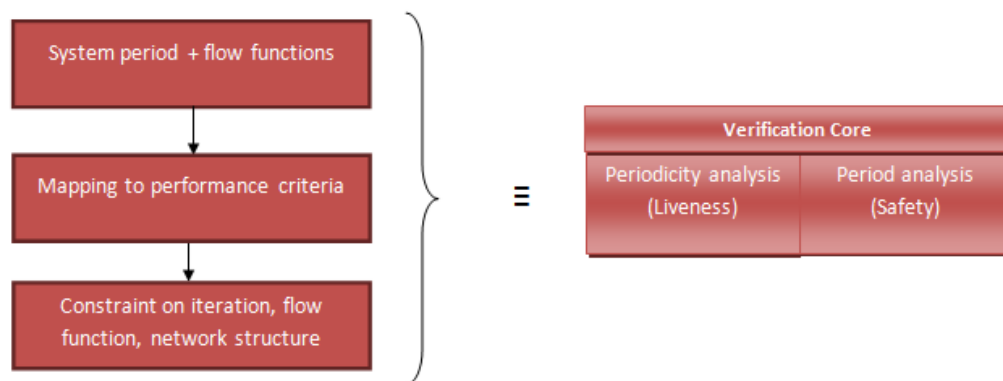 System period + flow functions
Mapping to performance criteria
Constraint on iteration, flow
function, network structure
≡
Verification Core
Periodicity analysis
(Liveness)
Period analysis
(Safety)